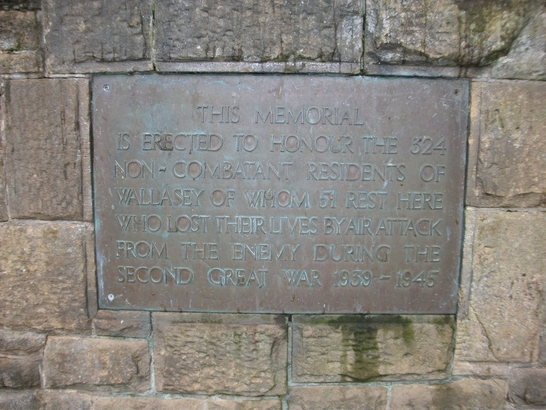 THIS MEMORIAL
IS ERECTED TO HONOUR THE 324
NON-COMBATANT RESIDENTS OF
WALLASEY OF WHOM 51 REST HERE
WHO LOST THEIR LIVES BY AIR ATTACK
FROM THE ENEMY DURING THE
SECOND GREAT WAR 1939-1945